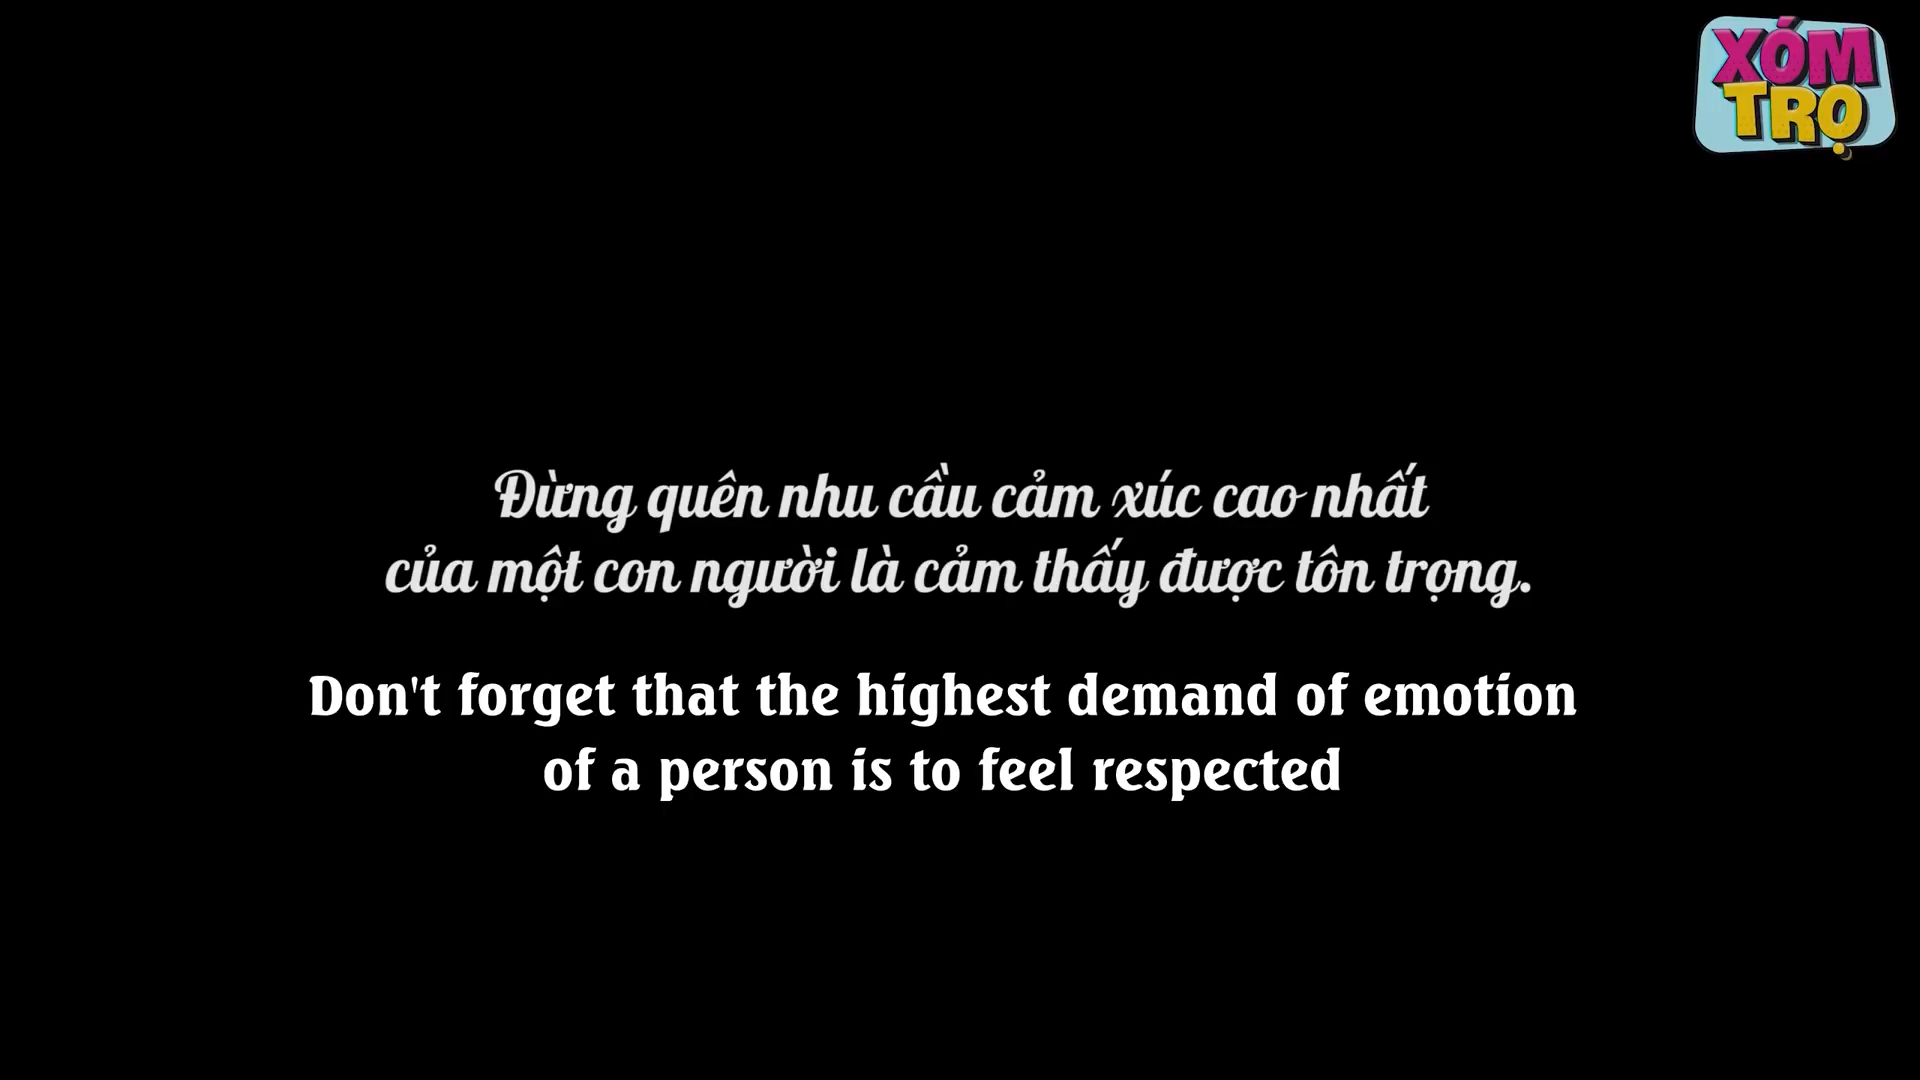 XÓM
TRỌ
Đừng quên nhu cầu cảm xúc cao nhất
của một con người là cảm thấy được tôn trọng.
Don't forget that the highest demand of emotion
of a person is to feel respected